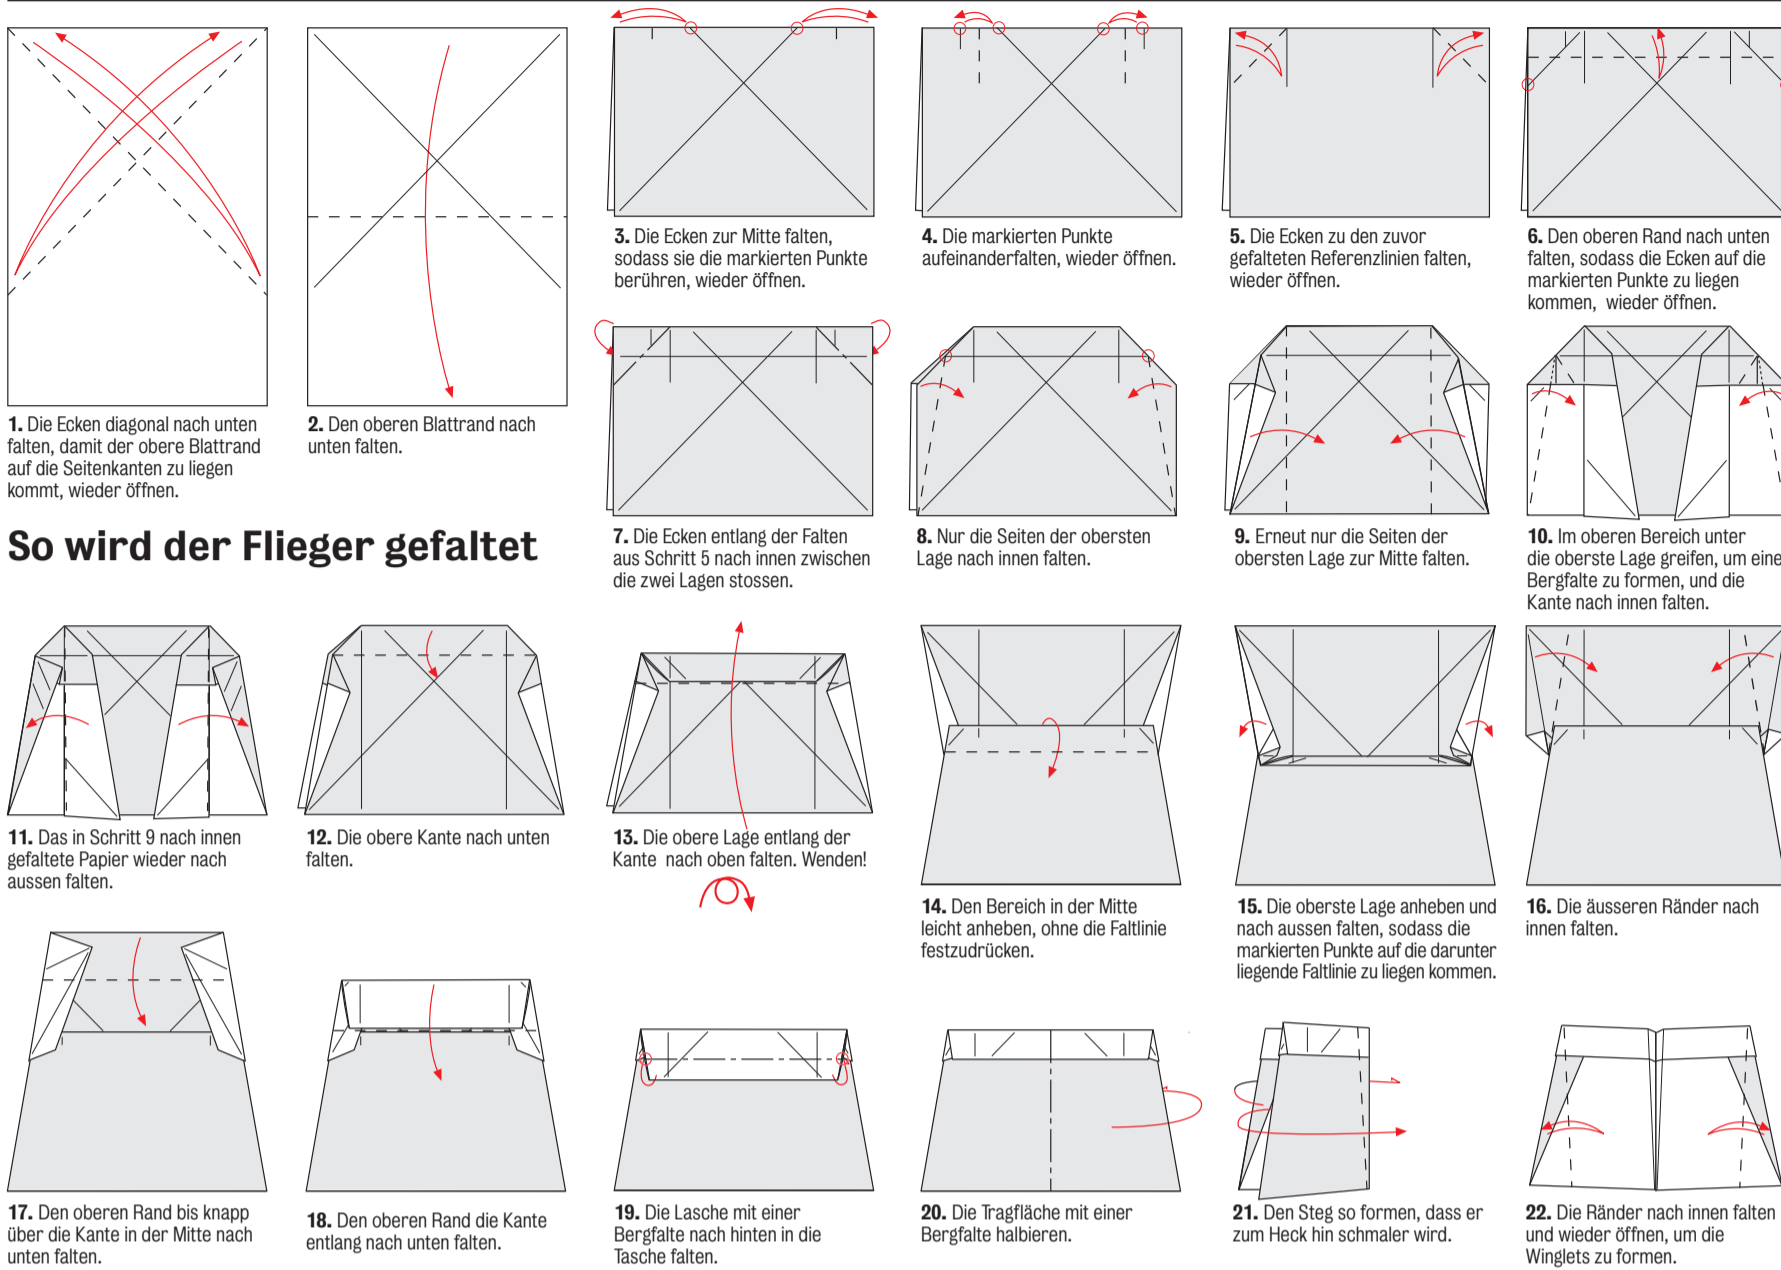 1. Die Ecken diagonal nach unten
falten, damit der obere Blattrand
auf die Seitenkanten zu liegen
kommt, wieder öffnen.
2. Den oberen Blattrand nach
unten falten.
3. Die Ecken zur Mitte falten,
sodass sie die markierten Punkte
berühren, wieder öffnen.
4. Die markierten Punkte
aufeinanderfalten, wieder öffnen.
5. Die Ecken zu den zuvor
gefalteten Referenzlinien falten,
wieder öffnen.
6. Den oberen Rand nach unten
falten, sodass die Ecken auf die
markierten Punkte zu liegen
kommen, wieder öffnen.
So wird der Flieger gefaltet
7. Die Ecken entlang der Falten
aus Schritt 5 nach innen zwischen
die zwei Lagen stossen.
8. Nur die Seiten der obersten
Lage nach innen falten.
9. Erneut nur die Seiten der
obersten Lage zur Mitte falten.
10. Im oberen Bereich unter
die oberste Lage greifen, um eine
Bergfalte zu formen, und die
Kante nach innen falten.
11. Das in Schritt 9 nach innen
gefaltete Papier wieder nach
aussen falten.
12. Die obere Kante nach unten
falten.
13. Die obere Lage entlang der
Kante nach oben falten. Wenden!
14. Den Bereich in der Mitte
leicht anheben, ohne die Faltlinie
festzudrücken.
15. Die oberste Lage anheben und
nach aussen falten, sodass die
markierten Punkte auf die darunter
liegende Faltlinie zu liegen kommen.
16. Die äusseren Ränder nach
innen falten.
17. Den oberen Rand bis knapp
über die Kante in der Mitte nach
unten falten.
18. Den oberen Rand die Kante
entlang nach unten falten.
19. Die Lasche mit einer
Bergfalte nach hinten in die
Tasche falten.
20. Die Tragfläche mit einer
Bergfalte halbieren.
21. Den Steg so formen, dass er
zum Heck hin schmaler wird.
22. Die Ränder nach innen falten
und wieder öffnen, um die
Winglets zu formen.